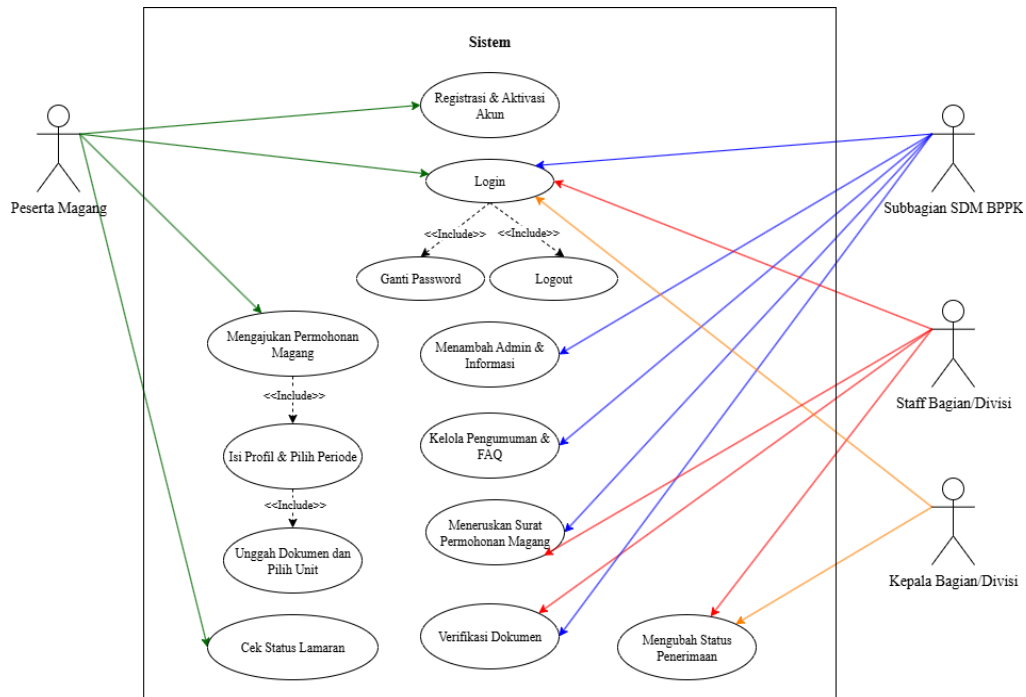 Sistem
Registrasi & Aktivasi
Akun
Peserta Magang
Subbagian SDM BPPK
Login
<<Include>>
<<Include>>
Ganti Password
Logout
Mengajukan Permohonan
Magang
Menambah Admin &
Informasi
Staff Bagian/Divisi
<<Include>>
Isi Profil & Pilih Periode
Kelola Pengumuman &
FAQ
<<Include>>
Unggah Dokumen dan
Pilih Unit
Meneruskan Surat
Permohonan Magang
Kepala Bagian/Divisi
Cek Status Lamaran
Verifikasi Dokumen
Mengubah Status
Penerimaan